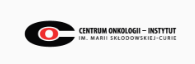 CENTRUM ONKOLOGII – INSTYTUT
IM. MARII SKŁODOWSKIEJ-CURIE